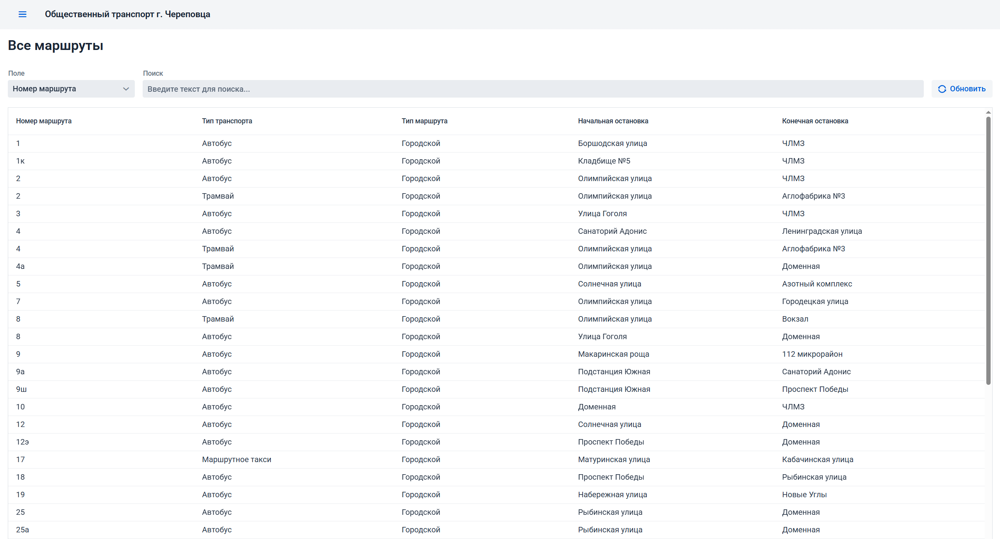 Общественный транспорт г. Череповца
Все маршруты
Поле Поиск
Номер маршрута Введите текст для поиска... Обновить
Номер маршрута Тип транспорта Тип маршрута Начальная остановка Конечная остановка
1 Автобус Городской Боршодская улица ЧЛМЗ
1к Автобус Городской Кладбище №5 ЧЛМЗ
2 Автобус Городской Олимпийская улица ЧЛМЗ
2 Трамвай Городской Олимпийская улица Аглофабрика №3
3 Автобус Городской Улица Гоголя ЧЛМЗ
4 Автобус Городской Санаторий Адонис Ленинградская улица
4 Трамвай Городской Олимпийская улица Аглофабрика №3
4а Трамвай Городской Олимпийская улица Доменная
5 Автобус Городской Солнечная улица Азотный комплекс
7 Автобус Городской Олимпийская улица Городецкая улица
8 Трамвай Городской Олимпийская улица Вокзал
8 Автобус Городской Улица Гоголя Доменная
9 Автобус Городской Макаринская роща 112 микрорайон
9а Автобус Городской Подстанция Южная Санаторий Адонис
9ш Автобус Городской Подстанция Южная Проспект Победы
10 Автобус Городской Доменная ЧЛМЗ
12 Автобус Городской Солнечная улица Доменная
12э Автобус Городской Проспект Победы Доменная
17 Маршрутное такси Городской Матуринская улица Кабачинская улица
18 Автобус Городской Проспект Победы Рыбинская улица
19 Автобус Городской Набережная улица Новые Углы
25 Автобус Городской Рыбинская улица Доменная
25а Автобус Городской Рыбинская улица Доменная